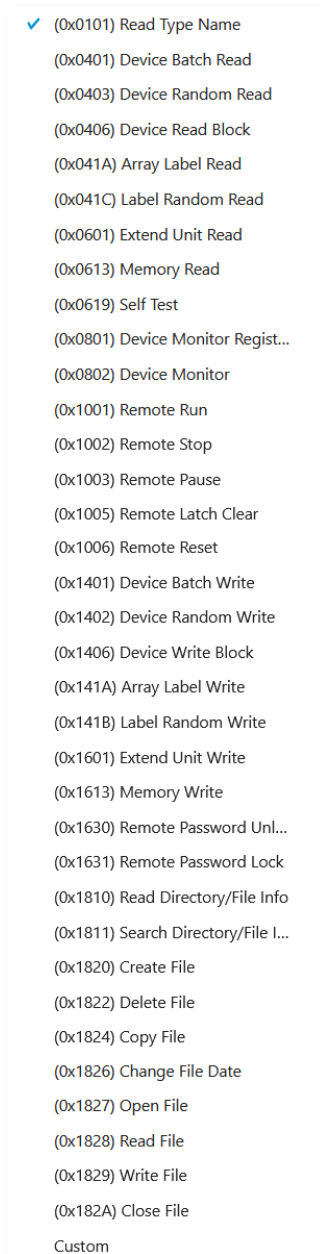 (0x0101) Read Type Name
(0x0401) Device Batch Read
(0x0403) Device Random Read
(0x0406) Device Read Block
(0x041A) Array Label Read
(0x041C) Label Random Read
(0x0601) Extend Unit Read
(0x0613) Memory Read
(0x0619) Self Test
(0x0801) Device Monitor Regist...
(0x0802) Device Monitor
(0x1001) Remote Run
(0x1002) Remote Stop
(0x1003) Remote Pause
(0x1005) Remote Latch Clear
(0x1006) Remote Reset
(0x1401) Device Batch Write
(0x1402) Device Random Write
(0x1406) Device Write Block
(0x141A) Array Label Write
(0x141B) Label Random Write
(0x1601) Extend Unit Write
(0x1613) Memory Write
(0x1630) Remote Password Unl...
(0x1631) Remote Password Lock
(0x1810) Read Directory/File Info
(0x1811) Search Directory/File I...
(0x1820) Create File
(0x1822) Delete File
(0x1824) Copy File
(0x1826) Change File Date
(0x1827) Open File
(0x1828) Read File
(0x1829) Write File
(0x182A) Close File
Custom